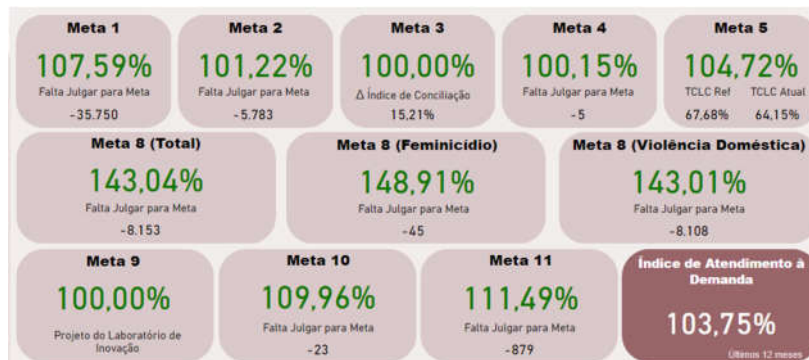 Meta 1
107,59%
Falta Julgar para Meta
-35.750
Meta 2
101,22%
Falta Julgar para Meta
-5.783
Meta 3
100,00%
Δ Índice de Conciliação
15,21%
Meta 4
100,15%
Falta Julgar para Meta
-5
Meta 5
104,72%
TCLC Ref TCLC Atual
67,68% 64,15%
Meta 8 (Total)
143,04%
Falta Julgar para Meta
-8.153
Meta 8 (Feminicídio)
148,91%
Falta Julgar para Meta
-45
Meta 8 (Violência Doméstica)
143,01%
Falta Julgar para Meta
-8.108
Meta 9
100,00%
Projeto do Laboratório de
Inovação
Meta 10
109,96%
Falta Julgar para Meta
-23
Meta 11
111,49%
Falta Julgar para Meta
-879
Índice de Atendimento à
Demanda
103,75%
Últimos 12 meses